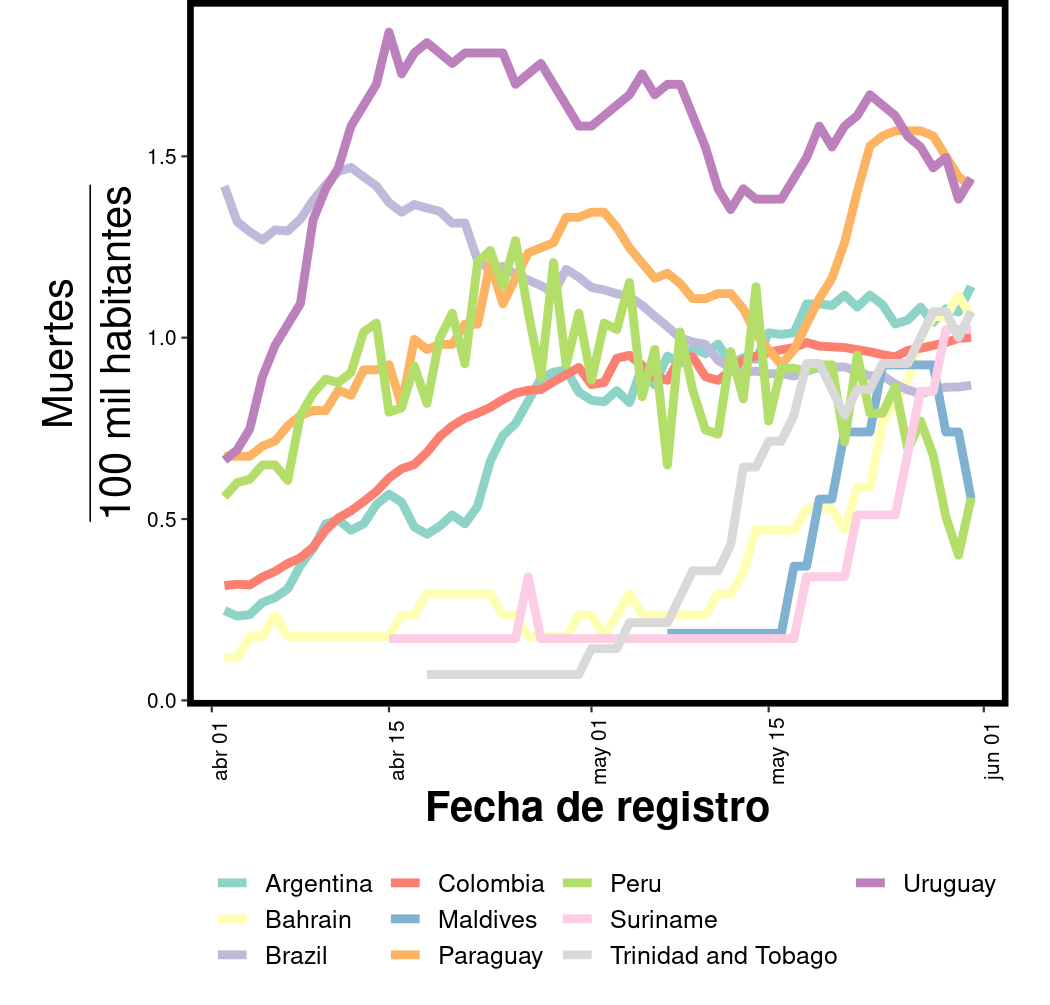 Muertes
100 mil habitantes
1.5
1.0
0.5
0.0
abr 01
abr 15
may 01
may 15
jun 01
Fecha de registro
Argentina Colombia Peru Uruguay
Bahrain Maldives Suriname
Brazil Paraguay Trinidad and Tobago